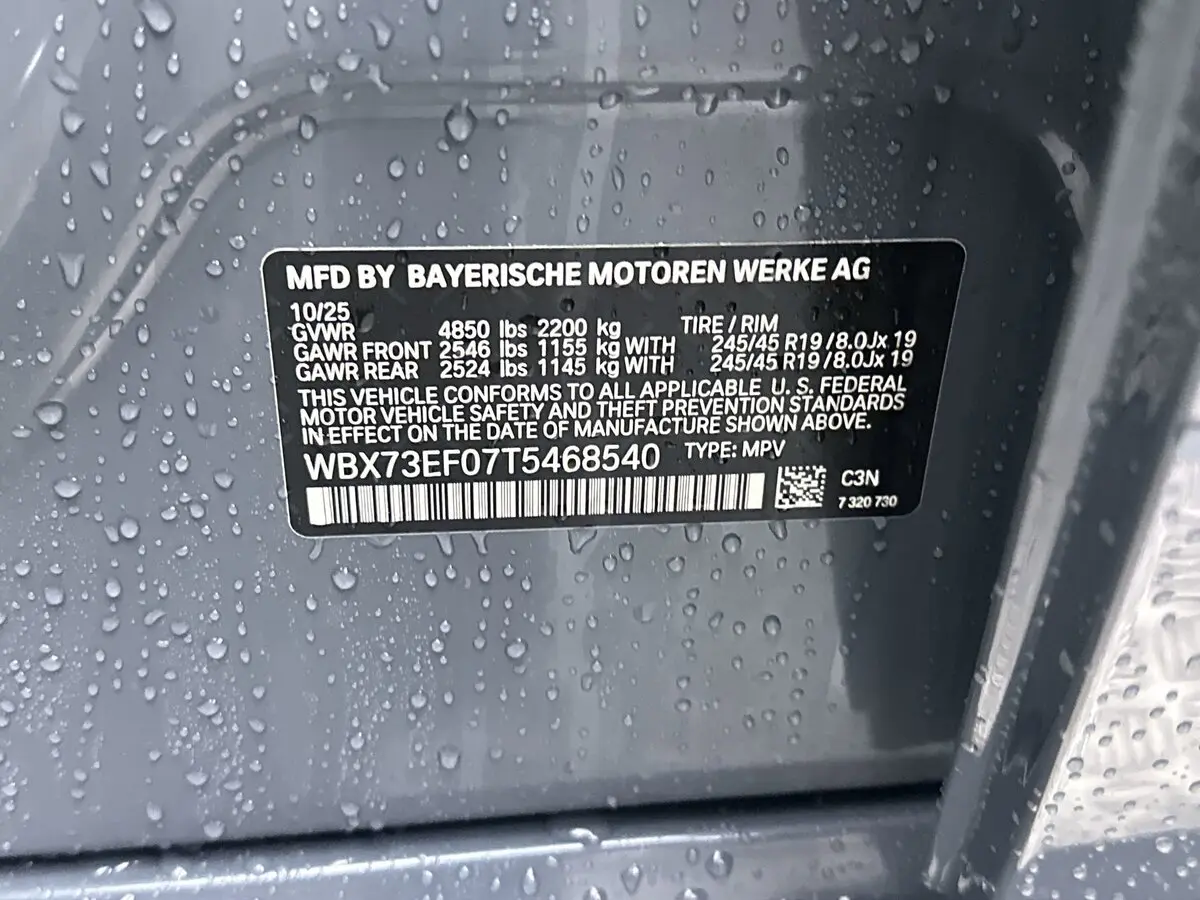 MFD BY BAYERISCHE MOTOREN WERKE AG
10/25
GVWR 4850 lbs 2200 kg TIRE / RIM
GAWR FRONT 2546 lbs 1155 kg WITH 245/45 R19 / 8.0Jx 19
GAWR REAR 2524 lbs 1145 kg WITH 245/45 R19 / 8.0Jx 19
THIS VEHICLE CONFORMS TO ALL APPLICABLE U. S. FEDERAL
MOTOR VEHICLE SAFETY AND THEFT PREVENTION STANDARDS
IN EFFECT ON THE DATE OF MANUFACTURE SHOWN ABOVE.
WBX73EF07T5468540 TYPE: MPV
C3N
7 320 730